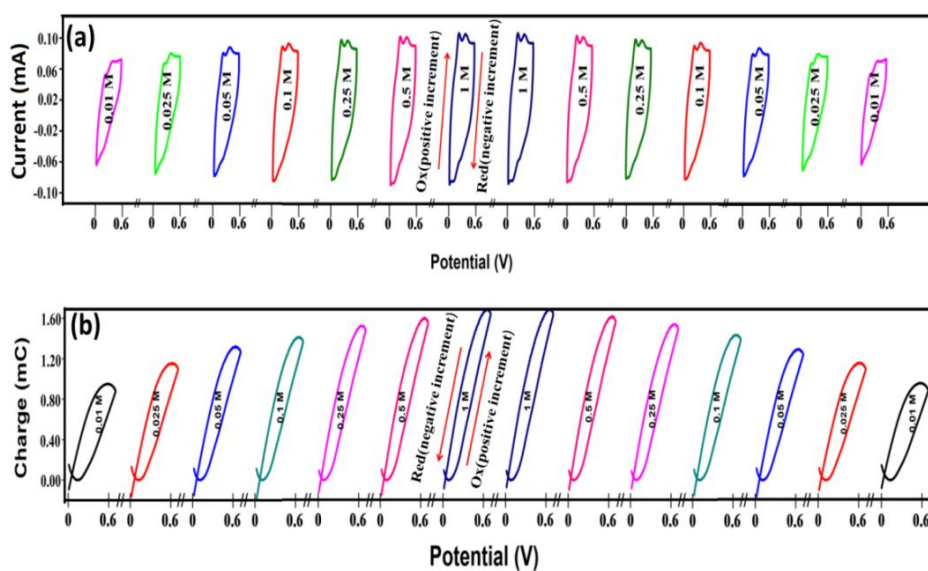 (a)
Current (mA)
0.10
0.06
0.02
-0.02
-0.06
-0.10
0.01 M
0.025 M
0.05 M
0.1 M
0.25 M
0.5 M
Ox(positive increment)
1 M
Red(negative increment)
1 M
0.5 M
0.25 M
0.1 M
0.05 M
0.025 M
0.01 M
0 0.6 // 0 0.6 // 0 0.6 // 0 0.6 // 0 0.6 // 0 0.6 // 0 0.6 // 0 0.6 // 0 0.6 // 0 0.6 // 0 0.6 // 0 0.6 // 0 0.6 // 0 0.6
Potential (V)
(b)
Charge (mC)
1.60
1.20
0.80
0.40
0.00
0.01 M
0.025 M
0.05 M
0.1 M
0.25 M
0.5 M
Red(negative increment)
1 M
Ox(positive increment)
1 M
0.5 M
0.25 M
0.1 M
0.05 M
0.025 M
0.01 M
0 0.6 // 0 0.6 // 0 0.6 // 0 0.6 // 0 0.6 // 0 0.6 // 0 0.6 // 0 0.6 // 0 0.6 // 0 0.6 // 0 0.6 // 0 0.6 // 0 0.6 // 0 0.6
Potential (V)